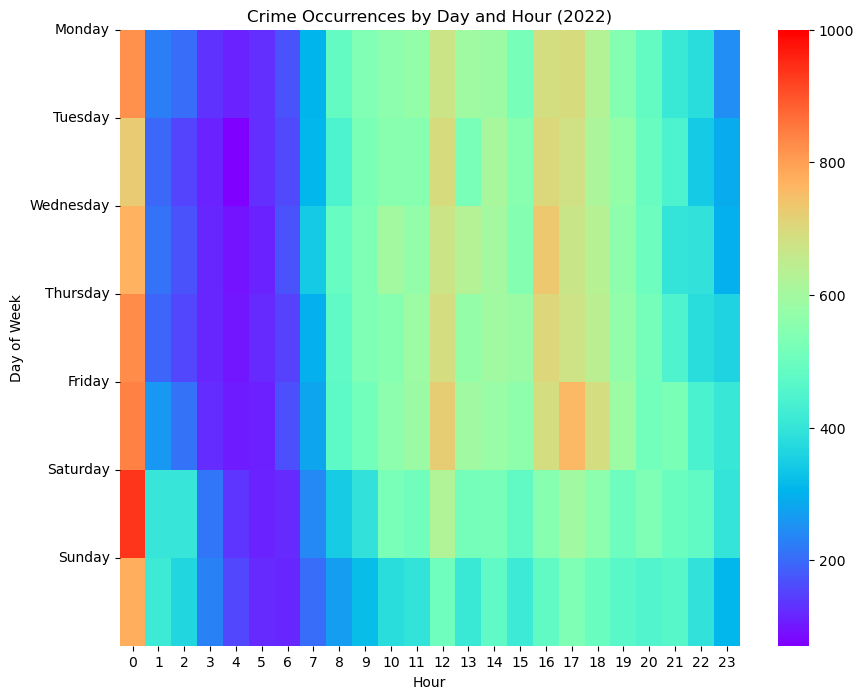 Crime Occurrences by Day and Hour (2022)
Monday
Tuesday
Wednesday
Thursday
Friday
Saturday
Sunday
Day of Week
0 1 2 3 4 5 6 7 8 9 10 11 12 13 14 15 16 17 18 19 20 21 22 23
Hour
1000
800
600
400
200